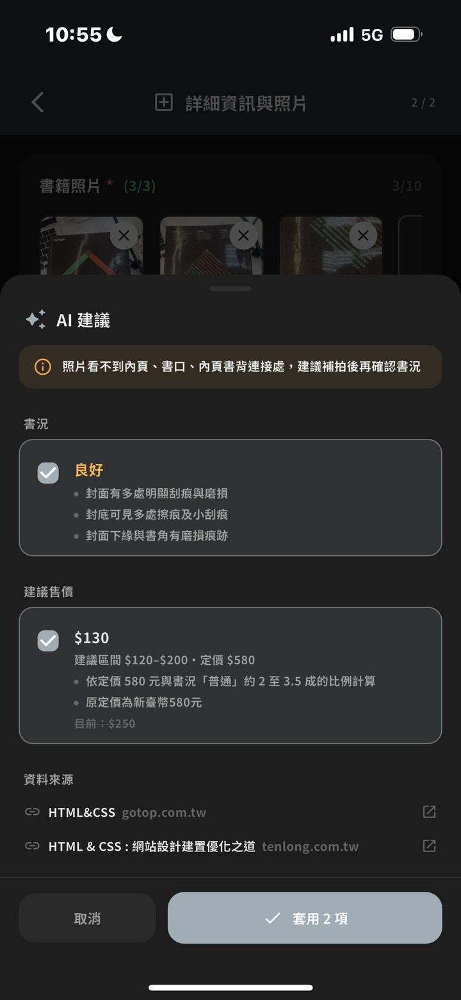 10:55
5G
詳細資訊與照片
2 / 2
書籍照片 * (3/3)
3/10
AI 建議
照片看不到內頁、書口、內頁書背連接處，建議補拍後再確認書況
書況
良好
封面有多處明顯刮痕與磨損
封底可見多處擦痕及小刮痕
封面下緣與書角有磨損痕跡
建議售價
$130
建議區間 $120–$200・定價 $580
依定價 580 元與書況「普通」約 2 至 3.5 成的比例計算
原定價為新臺幣580元
目前：$250
資料來源
HTML&CSS gotop.com.tw
HTML & CSS : 網站設計建置優化之道 tenlong.com.tw
取消
套用 2 項